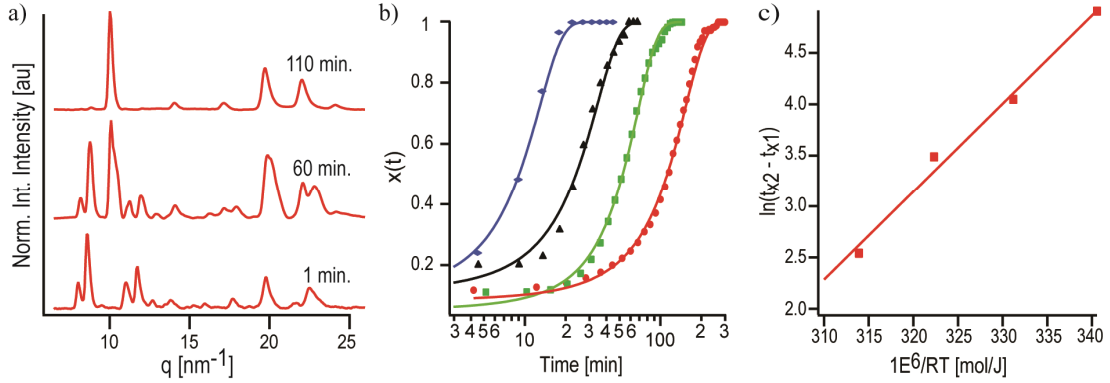 a)
Norm. Int. Intensity [au]
110 min.
60 min.
1 min.
10 15 20 25
q [nm-1]
b)
x(t)
1
0.8
0.6
0.4
0.2
3 4 5 6 10 2 3 4 5 6 100 2 3
Time [min]
c)
ln(tx2 - tx1)
4.5
4.0
3.5
3.0
2.5
2.0
310 315 320 325 330 335 340
1E6/RT [mol/J]